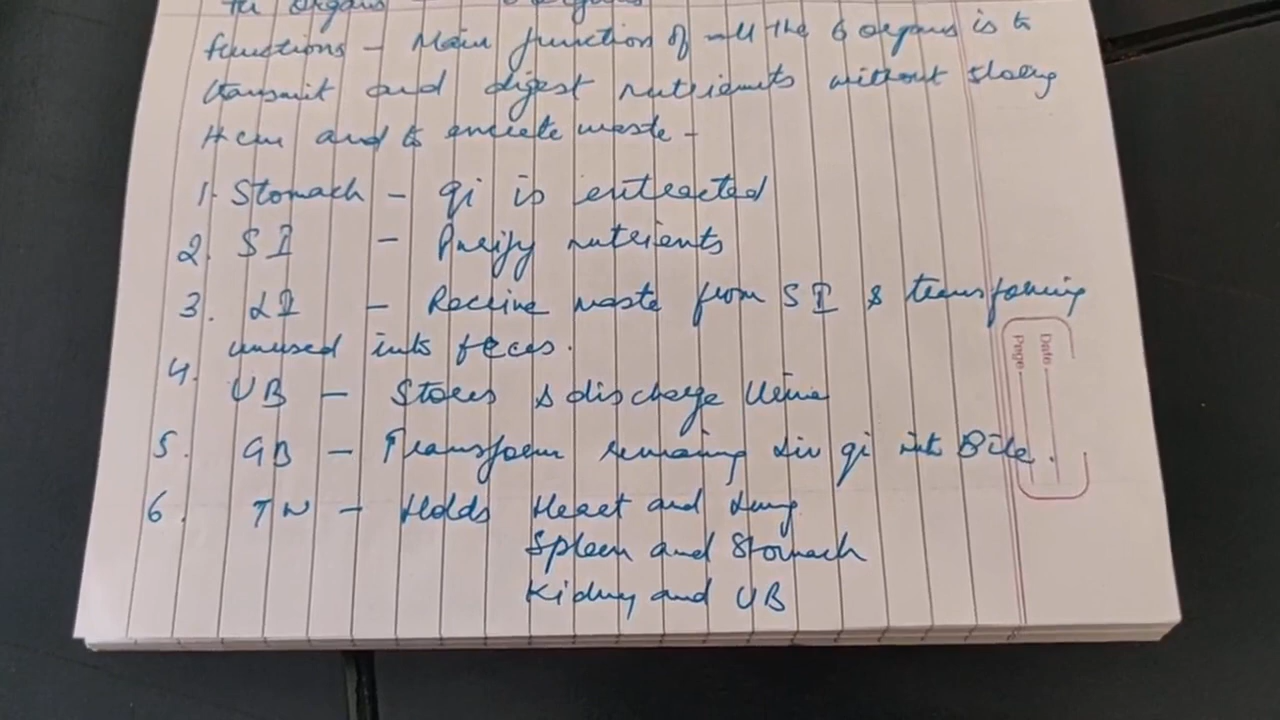 functions - Main function of all the 6 organs is to
transmit and digest nutrients without storing
them and to excrete waste -
1. Stomach - qi is extracted
2. SI - Purify nutrients
3. LI - Receive waste from SI & transforming
unused into feces.
4. UB - Stores & discharge Urine
5. GB - Transform remaining Liv qi into Bile.
6. TW - Holds Heart and Lung
Spleen and Stomach
Kidney and UB
Date
Page